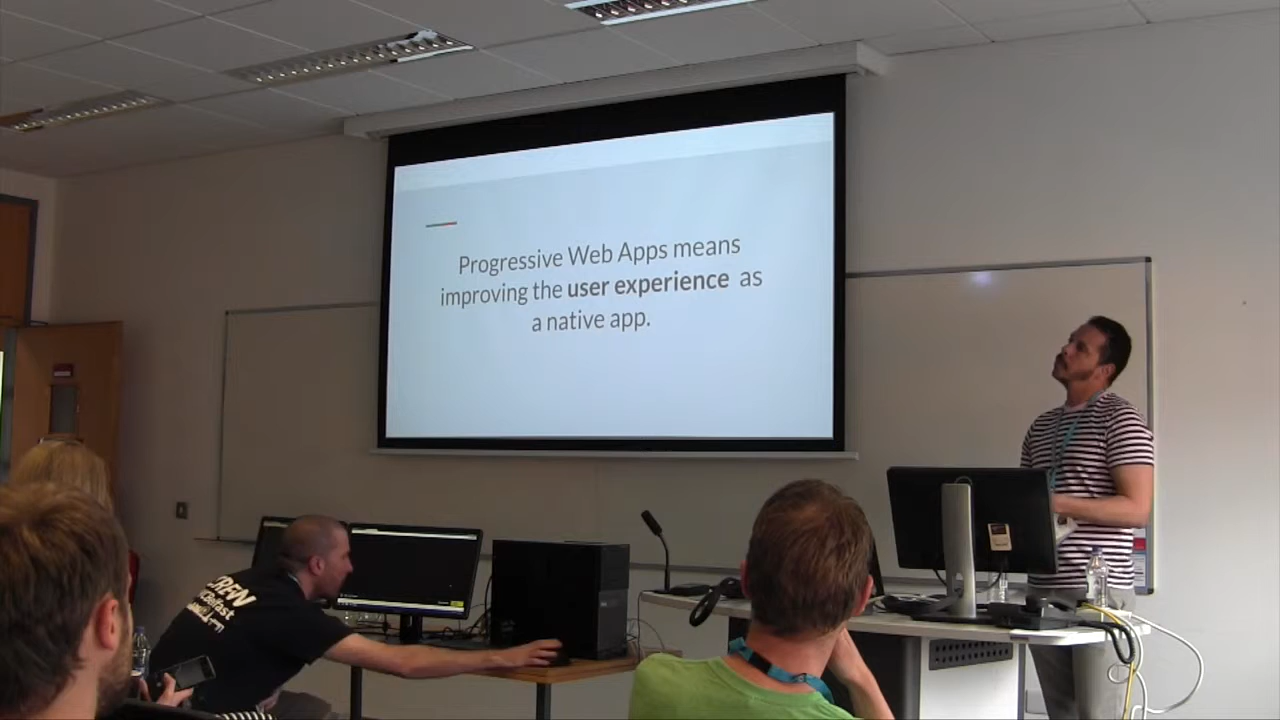 Progressive Web Apps means
improving the user experience as
a native app.